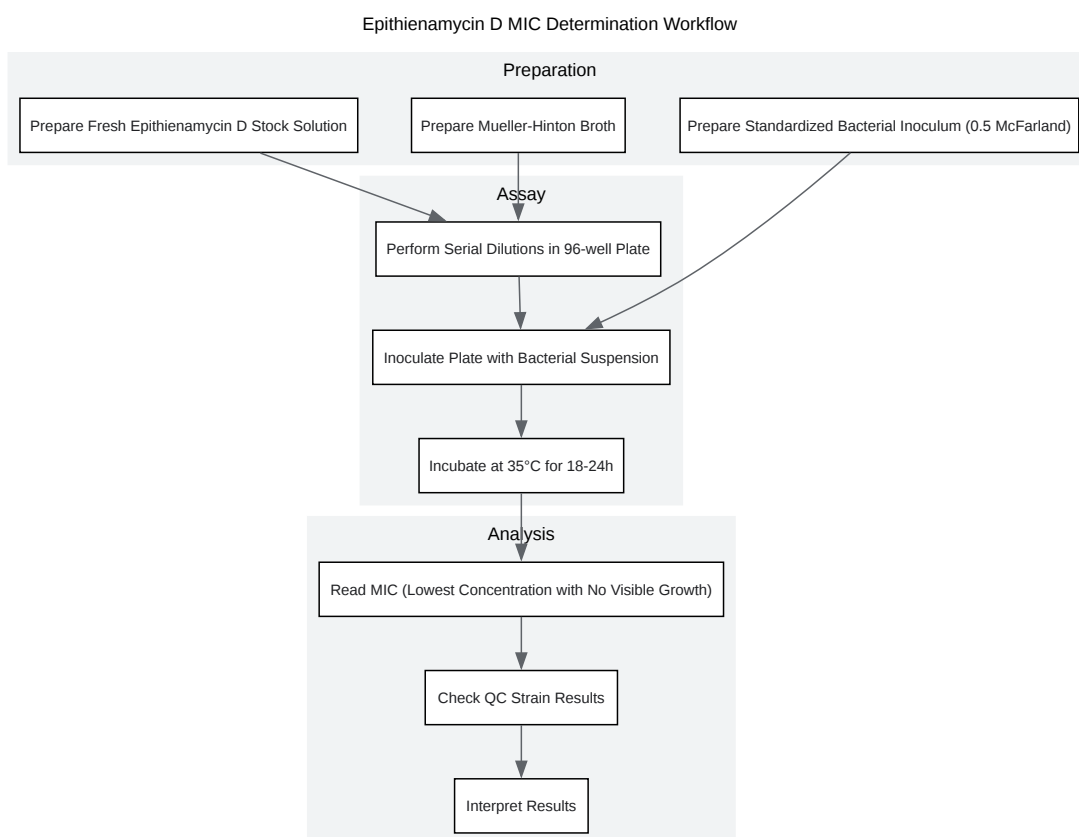 Epithienamycin D MIC Determination Workflow
Preparation
Prepare Fresh Epithienamycin D Stock Solution
Prepare Mueller-Hinton Broth
Prepare Standardized Bacterial Inoculum (0.5 McFarland)
Assay
Perform Serial Dilutions in 96-well Plate
Inoculate Plate with Bacterial Suspension
Incubate at 35°C for 18-24h
Analysis
Read MIC (Lowest Concentration with No Visible Growth)
Check QC Strain Results
Interpret Results